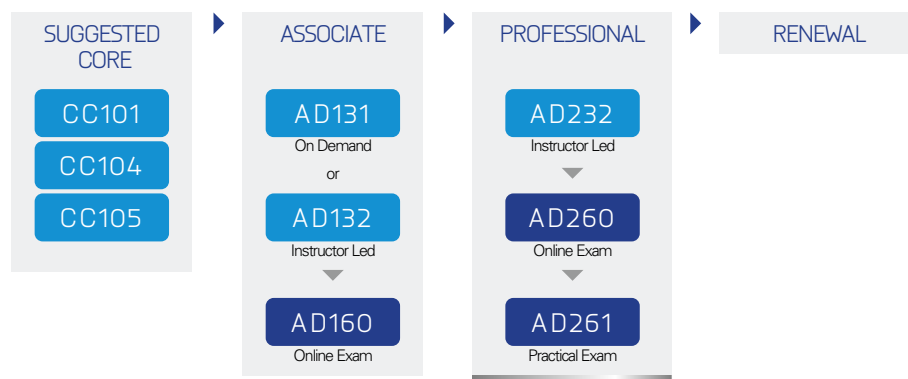 SUGGESTED
CORE
CC101
CC104
CC105
ASSOCIATE
AD131
On Demand
or
AD132
Instructor Led
AD160
Online Exam
PROFESSIONAL
AD232
Instructor Led
AD260
Online Exam
AD261
Practical Exam
RENEWAL